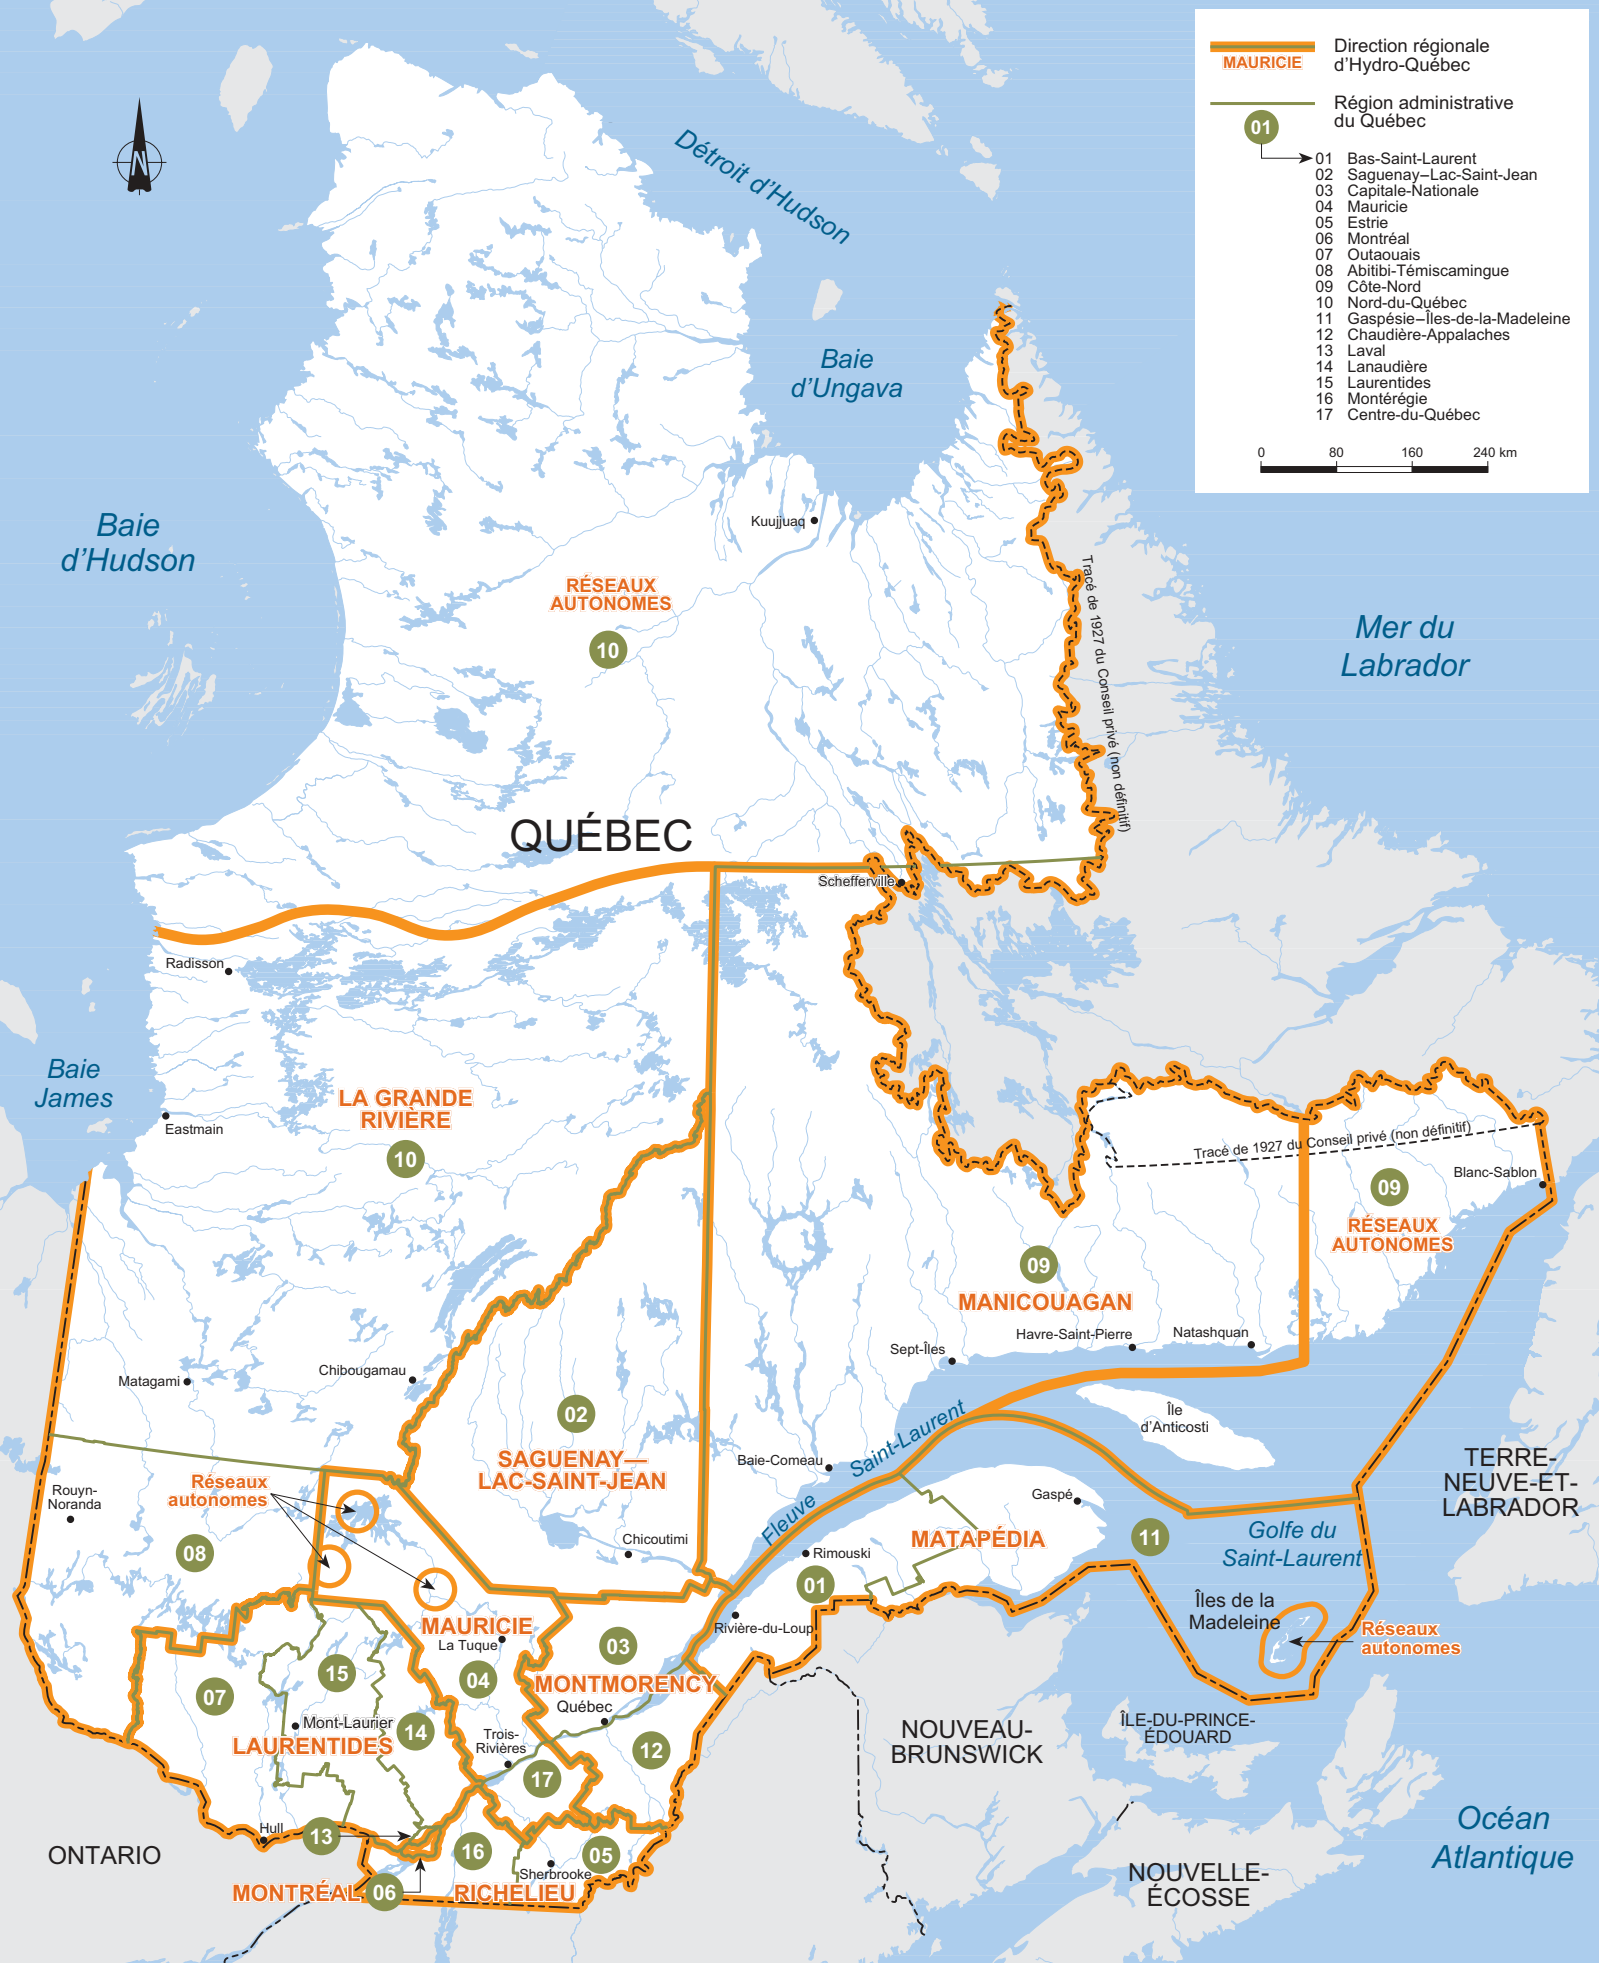 MAURICIE
Direction régionale
d'Hydro-Québec
Région administrative
du Québec
01
01 Bas-Saint-Laurent
02 Saguenay–Lac-Saint-Jean
03 Capitale-Nationale
04 Mauricie
05 Estrie
06 Montréal
07 Outaouais
08 Abitibi-Témiscamingue
09 Côte-Nord
10 Nord-du-Québec
11 Gaspésie–Îles-de-la-Madeleine
12 Chaudière-Appalaches
13 Laval
14 Lanaudière
15 Laurentides
16 Montérégie
17 Centre-du-Québec
0 80 160 240 km
N
Détroit d'Hudson
Baie
d'Ungava
Baie
d'Hudson
Kuujjuaq
RÉSEAUX
AUTONOMES
10
Tracé de 1927 du Conseil privé (non définitif)
Mer du
Labrador
QUÉBEC
Schefferville
Radisson
Baie
James
LA GRANDE
RIVIÈRE
10
Eastmain
Tracé de 1927 du Conseil privé (non définitif)
Blanc-Sablon
09
RÉSEAUX
AUTONOMES
09
MANICOUAGAN
Havre-Saint-Pierre
Natashquan
Sept-Îles
Matagami
Chibougamau
02
SAGUENAY—
LAC-SAINT-JEAN
Île
d'Anticosti
Baie-Comeau
Fleuve Saint-Laurent
TERRE-
NEUVE-ET-
LABRADOR
Rouyn-
Noranda
Réseaux
autonomes
Gaspé
MATAPÉDIA
11
Golfe du
Saint-Laurent
08
Chicoutimi
Rimouski
01
Îles de la
Madeleine
Réseaux
autonomes
MAURICIE
La Tuque
Rivière-du-Loup
03
15
04
MONTMORENCY
07
Québec
Mont-Laurier
14
LAURENTIDES
Trois-
Rivières
12
17
NOUVEAU-
BRUNSWICK
ÎLE-DU-PRINCE-
ÉDOUARD
Hull
13
16
05
Sherbrooke
ONTARIO
MONTRÉAL
06
RICHELIEU
NOUVELLE-
ÉCOSSE
Océan
Atlantique